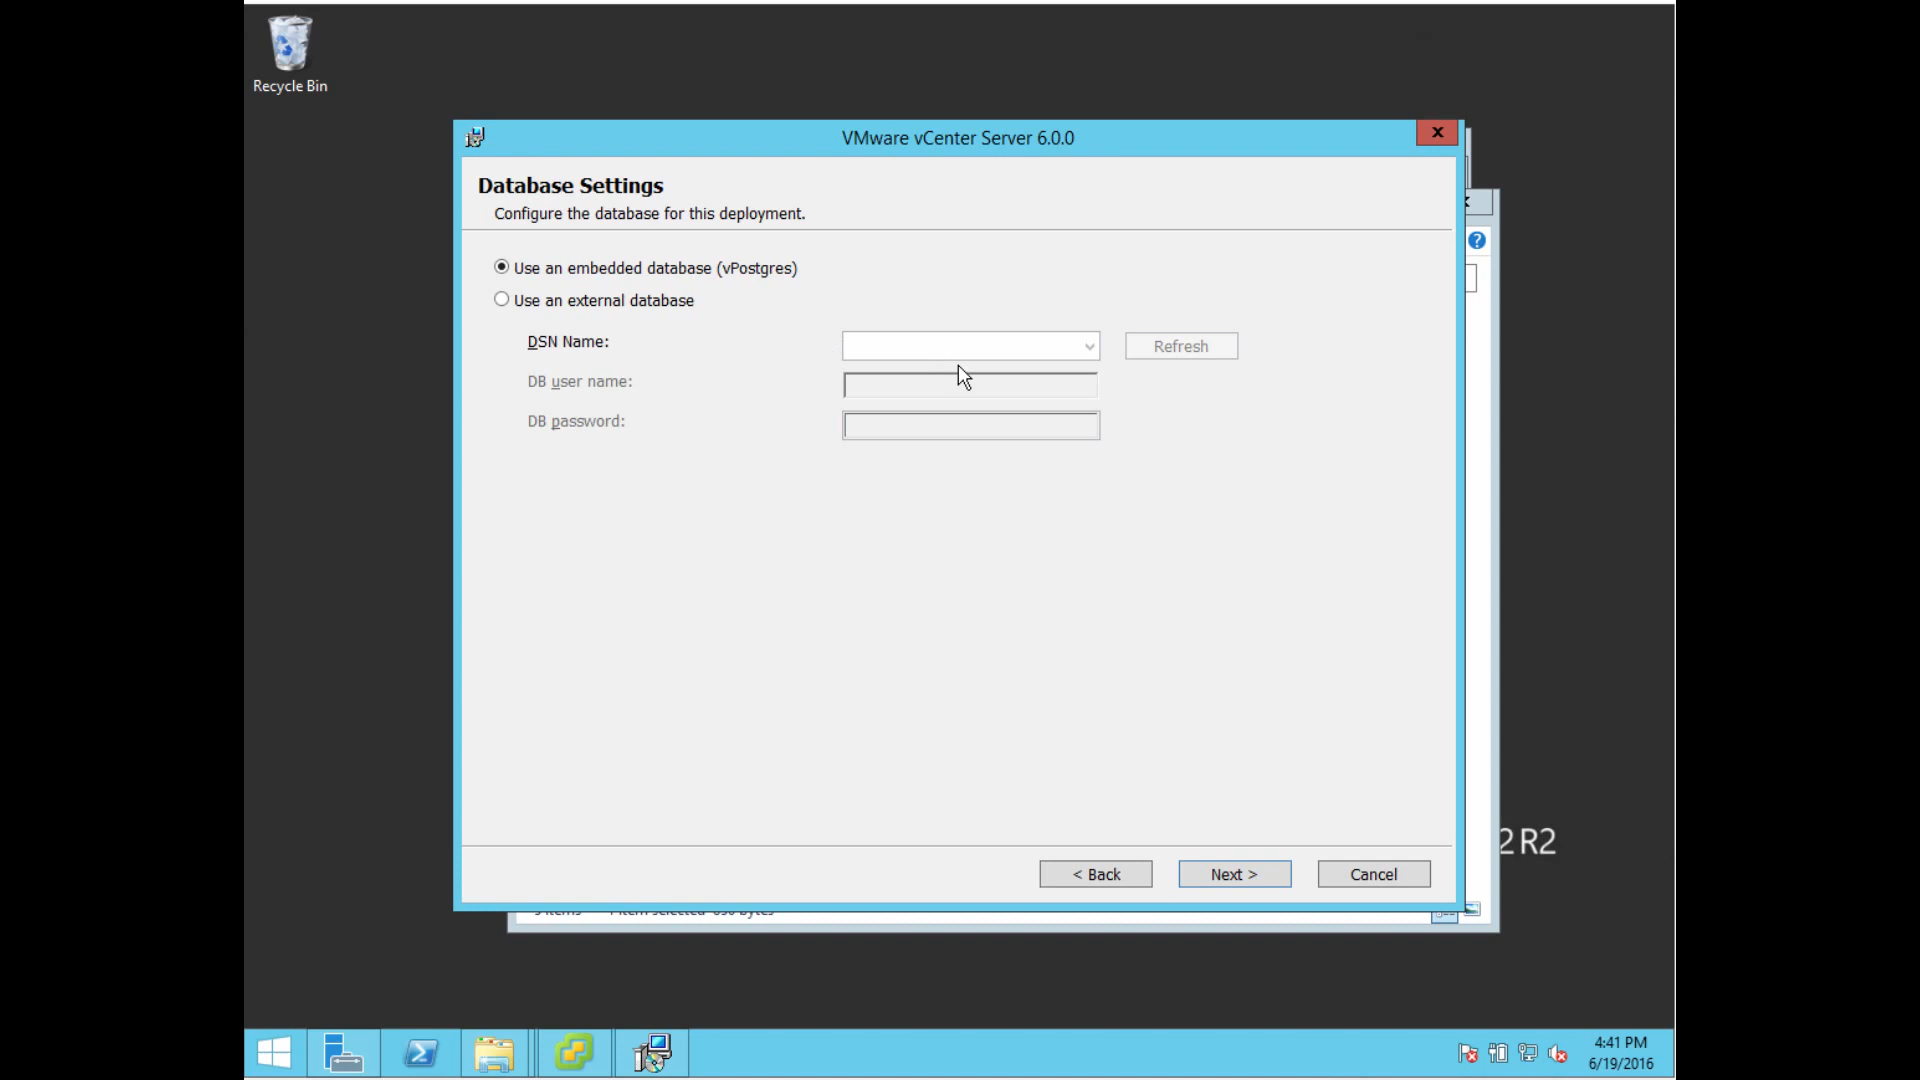 Recycle Bin
VMware vCenter Server 6.0.0
x
Database Settings
Configure the database for this deployment.
Use an embedded database (vPostgres)
Use an external database
DSN Name:
Refresh
DB user name:
DB password:
2 R2
< Back
Next >
Cancel
4:41 PM
6/19/2016